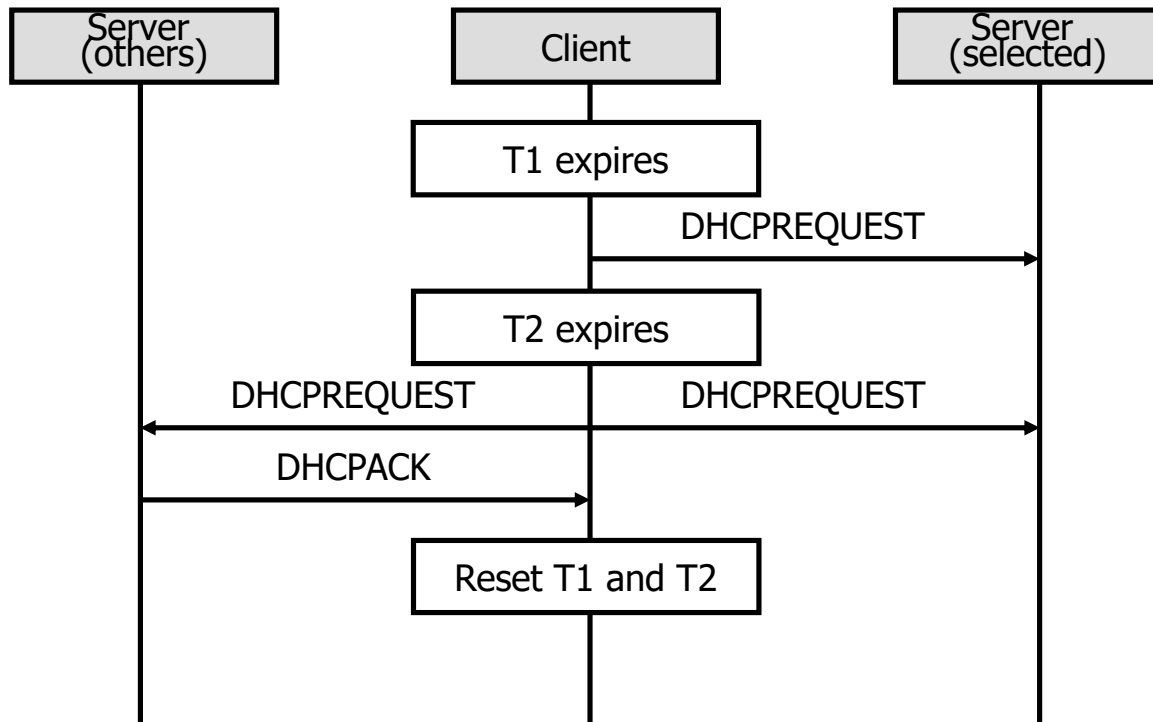 Server
(others)
Client
Server
(selected)
T1 expires
DHCPREQUEST
T2 expires
DHCPREQUEST
DHCPREQUEST
DHCPACK
Reset T1 and T2